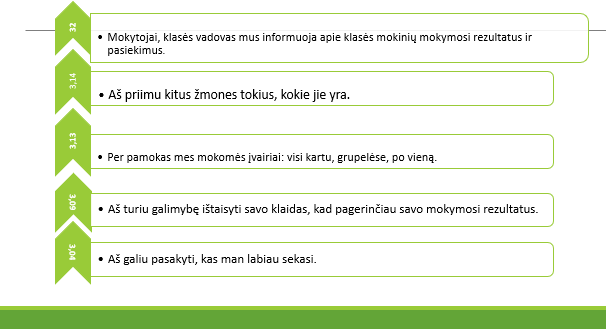 32
• Mokytojai, klasės vadovas mus informuoja apie klasės mokinių mokymosi rezultatus ir
pasiekimus.
3,14
• Aš priimu kitus žmones tokius, kokie jie yra.
3,13
• Per pamokas mes mokomės įvairiai: visi kartu, grupelėse, po vieną.
3,09
• Aš turiu galimybę ištaisyti savo klaidas, kad pagerinčiau savo mokymosi rezultatus.
3,04
• Aš galiu pasakyti, kas man labiau sekasi.